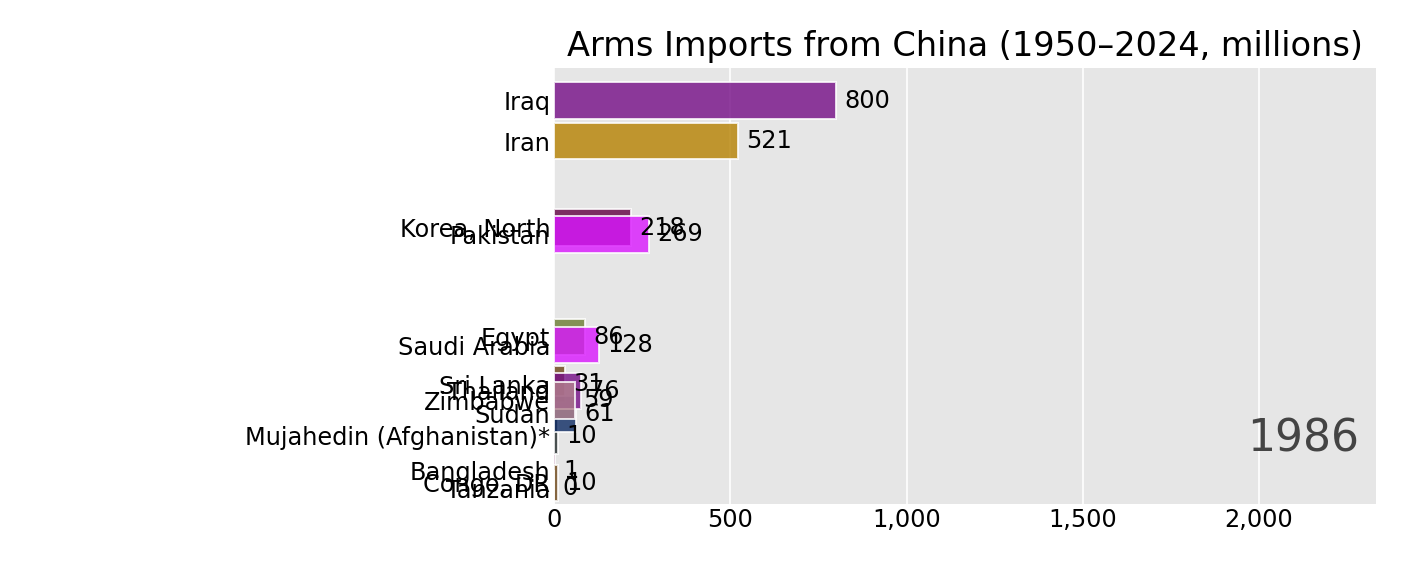 Arms Imports from China (1950–2024, millions)
Iraq 800
Iran 521
Korea, North 218
Pakistan 269
Egypt 86
Saudi Arabia 128
Sri Lanka 31
Thailand 76
Zimbabwe 59
Sudan 61
Mujahedin (Afghanistan)* 10
Bangladesh 1
Congo, DR 10
Tanzania 0
1986
0 500 1,000 1,500 2,000